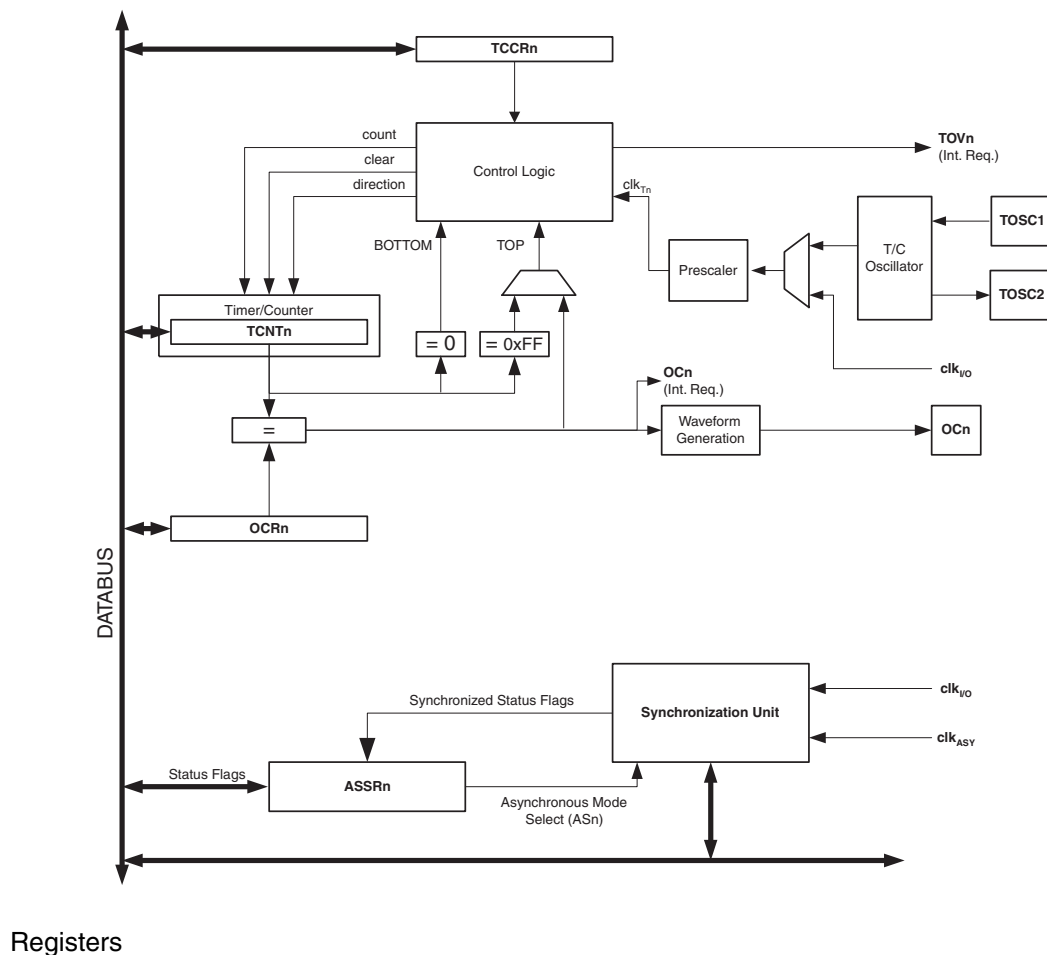 TCCRn
count
clear
direction
Control Logic
TOVn
(Int. Req.)
clkTn
BOTTOM
TOP
TOSC1
T/C
Oscillator
Prescaler
TOSC2
Timer/Counter
TCNTn
= 0
= 0xFF
clkI/O
OCn
(Int. Req.)
=
Waveform
Generation
OCn
OCRn
DATABUS
Synchronized Status Flags
Synchronization Unit
clkI/O
clkASY
Status Flags
ASSRn
Asynchronous Mode
Select (ASn)
Registers